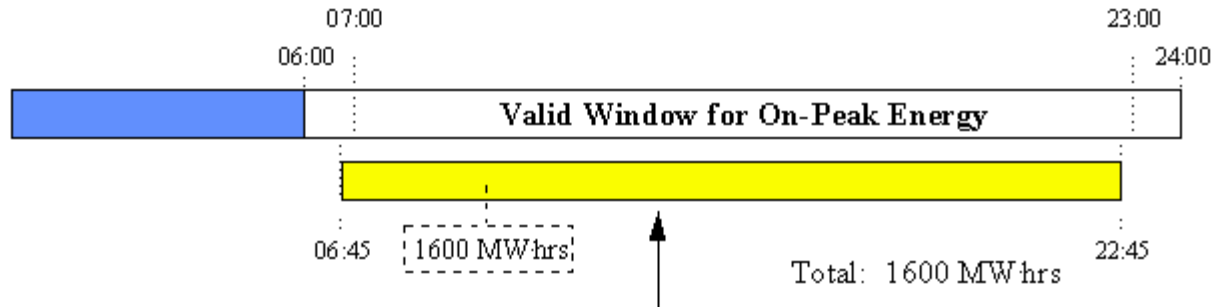 07:00 23:00
06:00 24:00
Valid Window for On-Peak Energy
06:45 1600 MWhrs 22:45
Total: 1600 MWhrs